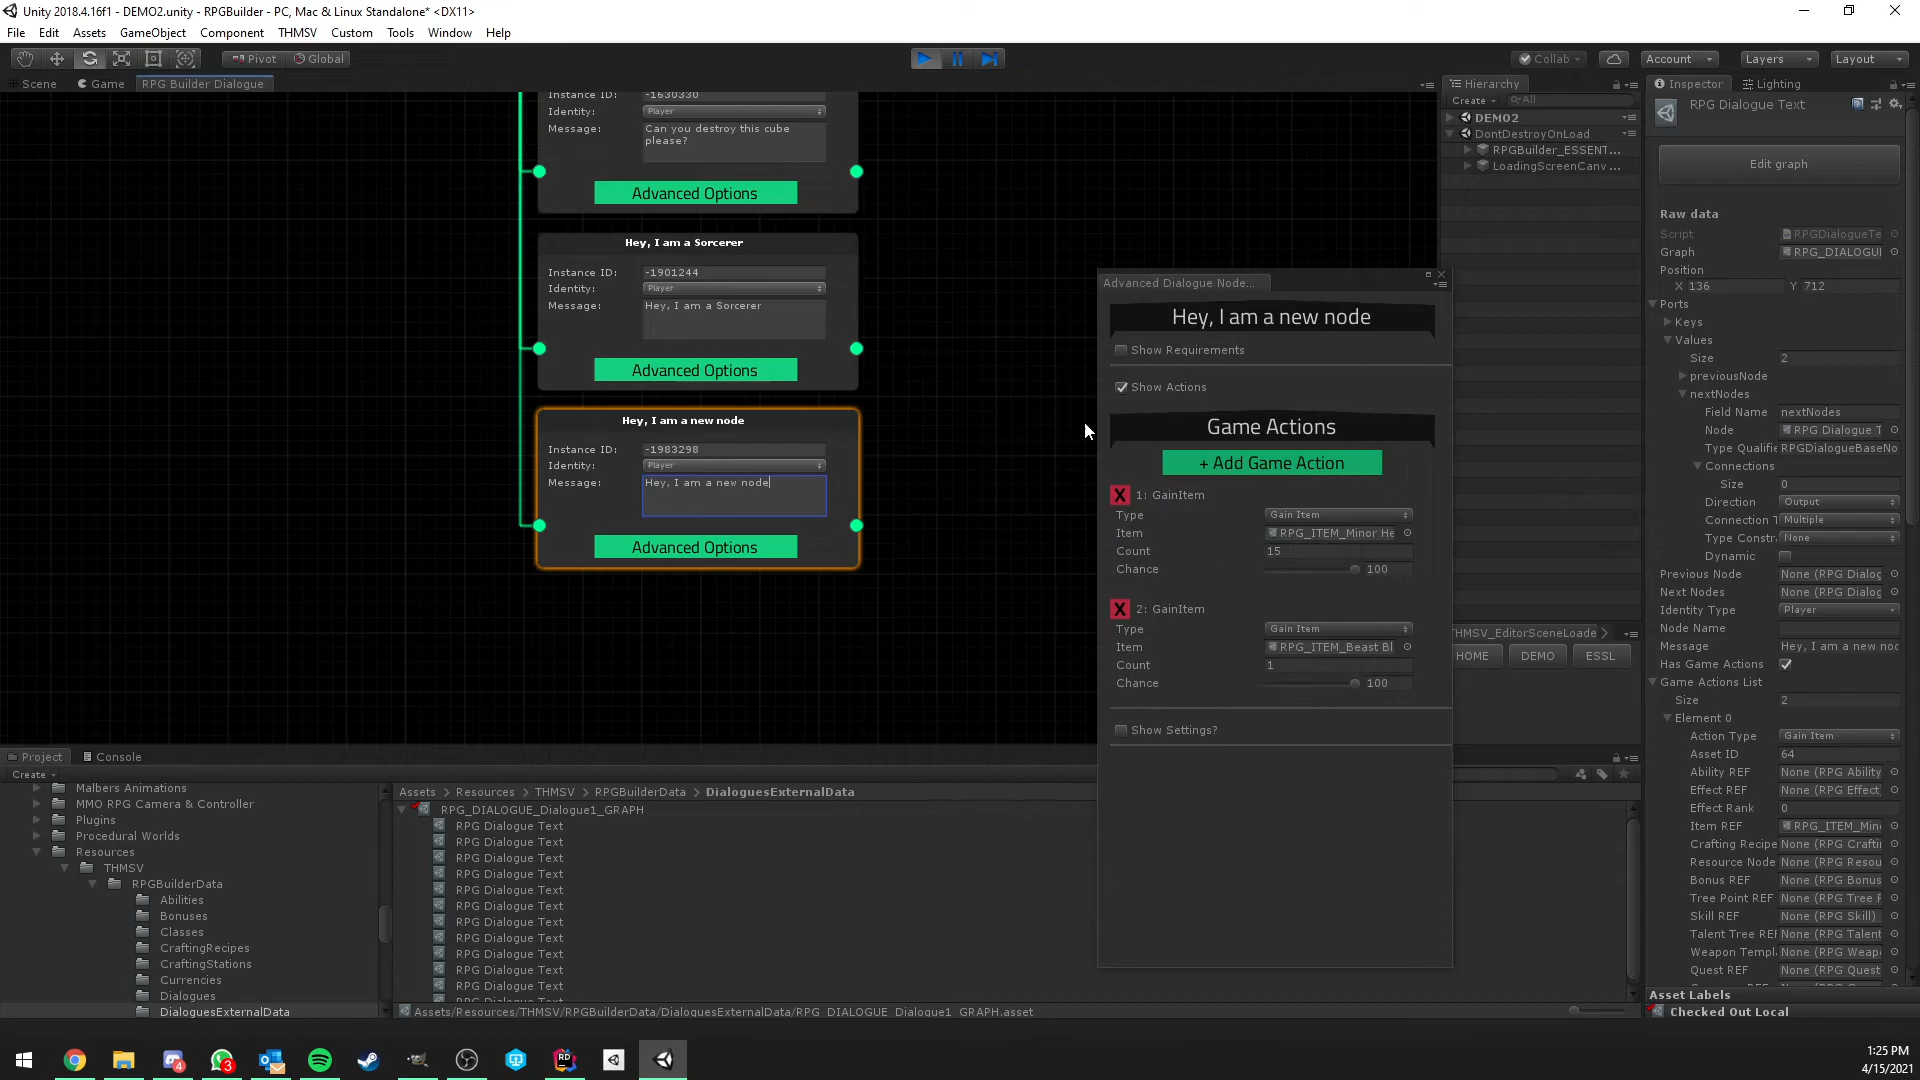 Unity 2018.4.16f1 - DEMO2.unity - RPGBuilder - PC, Mac & Linux Standalone* <DX11>
File Edit Assets GameObject Component THMSV Custom Tools Window Help
Pivot Global Collab Account Layers Layout
Scene Game RPG Builder Dialogue
Instance ID: -1630330
Identity: Player
Message: Can you destroy this cube
please?
Advanced Options
Hey, I am a Sorcerer
Instance ID: -1901244
Identity: Player
Message: Hey, I am a Sorcerer
Advanced Options
Hey, I am a new node
Instance ID: -1983298
Identity: Player
Message: Hey, I am a new node
Advanced Options
Advanced Dialogue Node...
Hey, I am a new node
Show Requirements
Show Actions
Game Actions
+ Add Game Action
X 1: GainItem
Type Gain Item
Item RPG_ITEM_Minor He
Count 15
Chance 100
X 2: GainItem
Type Gain Item
Item RPG_ITEM_Beast Bl
Count 1
Chance 100
Show Settings?
Hierarchy
Create All
DEMO2
DontDestroyOnLoad
RPGBuilder_ESSENT...
LoadingScreenCanv...
THMSV_EditorSceneLoade
HOME DEMO ESSL
Inspector Lighting
RPG Dialogue Text
Edit graph
Raw data
Script RPGDialogueTe
Graph RPG_DIALOGUI
Position
X 136 Y 712
Ports
Keys
Values
Size 2
previousNode
nextNodes
Field Name nextNodes
Node RPG Dialogue T
Type Qualifi RPGDialogueBaseNo
Connections
Size 0
Direction Output
Connection T Multiple
Type Constr. None
Dynamic
Previous Node None (RPG Dialog
Next Nodes None (RPG Dialog
Identity Type Player
Node Name
Message Hey, I am a new noc
Has Game Actions
Game Actions List
Size 2
Element 0
Action Type Gain Item
Asset ID 64
Ability REF None (RPG Ability
Effect REF None (RPG Effect
Effect Rank 0
Item REF RPG_ITEM_Min
Crafting Recipe None (RPG Crafti
Resource Node None (RPG Resou
Bonus REF None (RPG Bonus
Tree Point REF None (RPG Tree P
Skill REF None (RPG Skill)
Talent Tree REF None (RPG Talent
Weapon Templ. None (RPG Weap
Quest REF None (RPG Quest
Asset Labels
Checked Out Local
Project Console
Create
Malbers Animations
MMO RPG Camera & Controller
Plugins
Procedural Worlds
Resources
THMSV
RPGBuilderData
Abilities
Bonuses
Classes
CraftingRecipes
CraftingStations
Currencies
Dialogues
DialoguesExternalData
Assets > Resources > THMSV > RPGBuilderData > DialoguesExternalData
RPG_DIALOGUE_Dialogue1_GRAPH
RPG Dialogue Text
RPG Dialogue Text
RPG Dialogue Text
RPG Dialogue Text
RPG Dialogue Text
RPG Dialogue Text
RPG Dialogue Text
RPG Dialogue Text
RPG Dialogue Text
RPG Dialogue Text
RPG Dialogue Text
Assets/Resources/THMSV/RPGBuilderData/DialoguesExternalData/RPG_DIALOGUE_Dialogue1_GRAPH.asset
4
3
RD
1:25 PM
4/15/2021